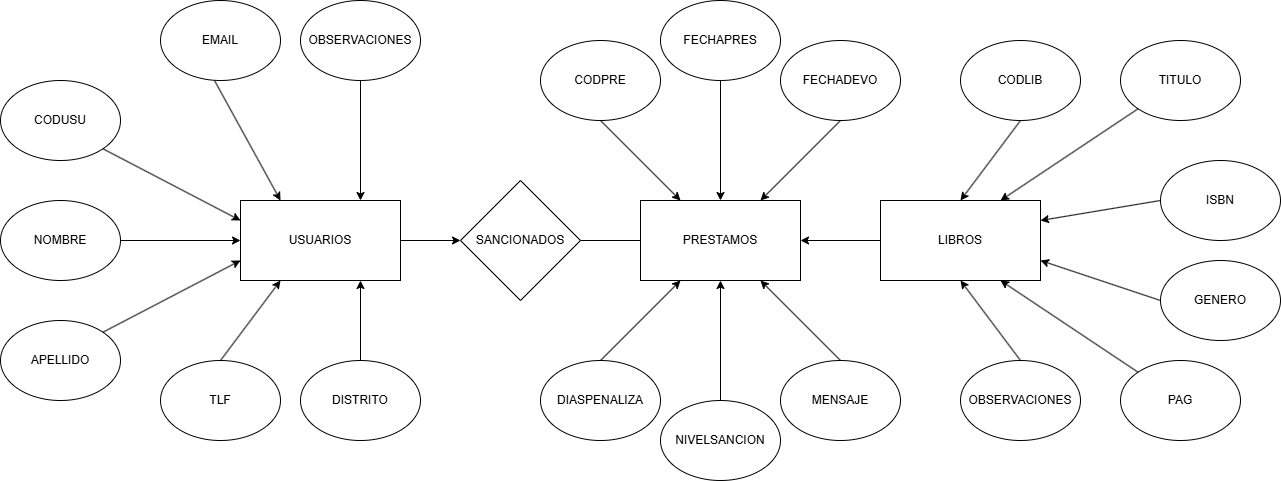 EMAIL
OBSERVACIONES
FECHAPRES
CODPRE
FECHADEVO
CODLIB
TITULO
CODUSU
ISBN
NOMBRE
USUARIOS
SANCIONADOS
PRESTAMOS
LIBROS
GENERO
APELLIDO
TLF
DISTRITO
DIASPENALIZA
NIVELSANCION
MENSAJE
OBSERVACIONES
PAG